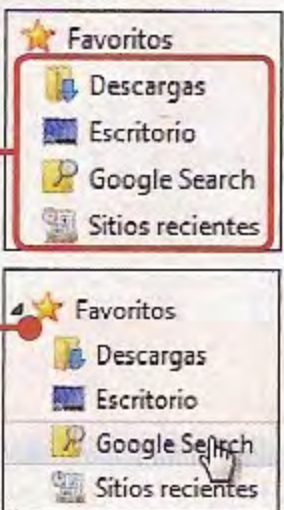 Favoritos
Descargas
Escritorio
Google Search
Sitios recientes
Favoritos
Descargas
Escritorio
Google Search
Sitios recientes